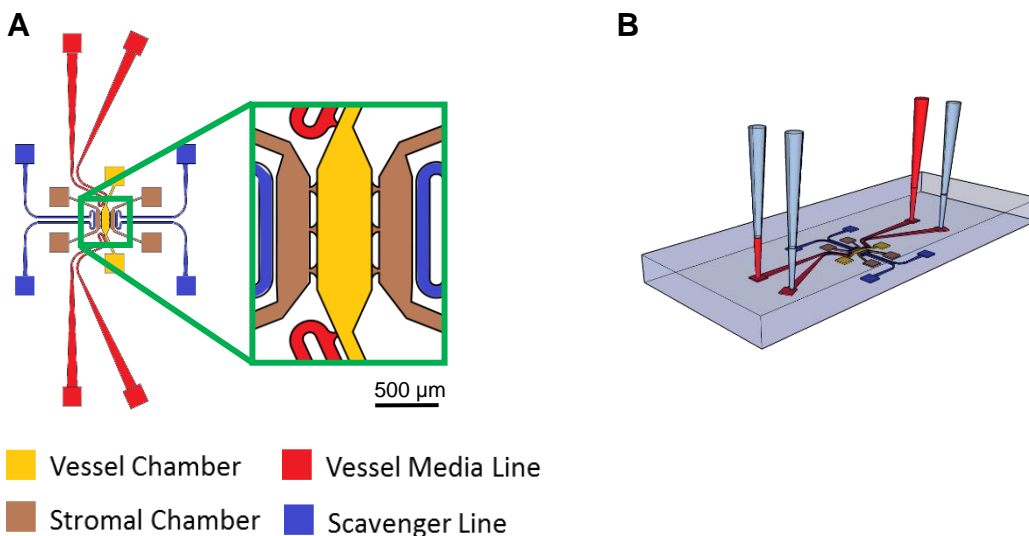 A
B
500 µm
Vessel Chamber
Vessel Media Line
Stromal Chamber
Scavenger Line